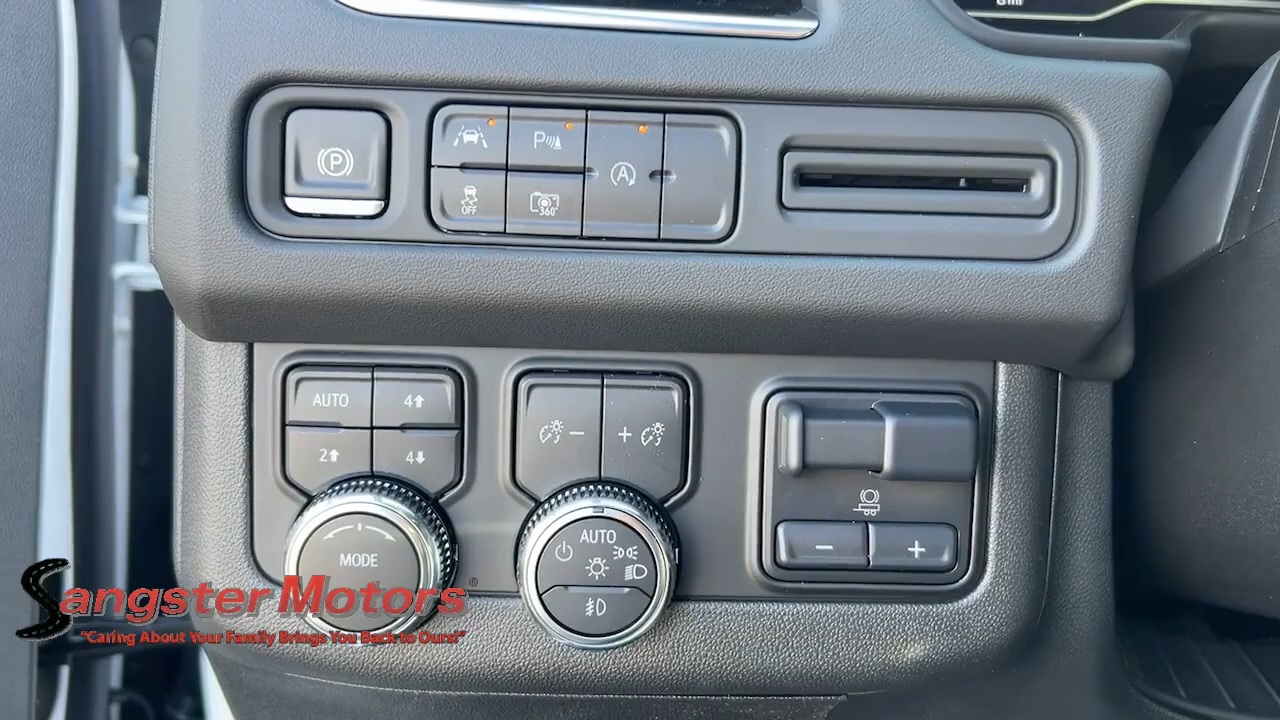 P
P
A
OFF
360°
AUTO
4
2
4
− +
AUTO
MODE
− +
Sangster Motors®
"Caring About Your Family Brings You Back to Ours!"